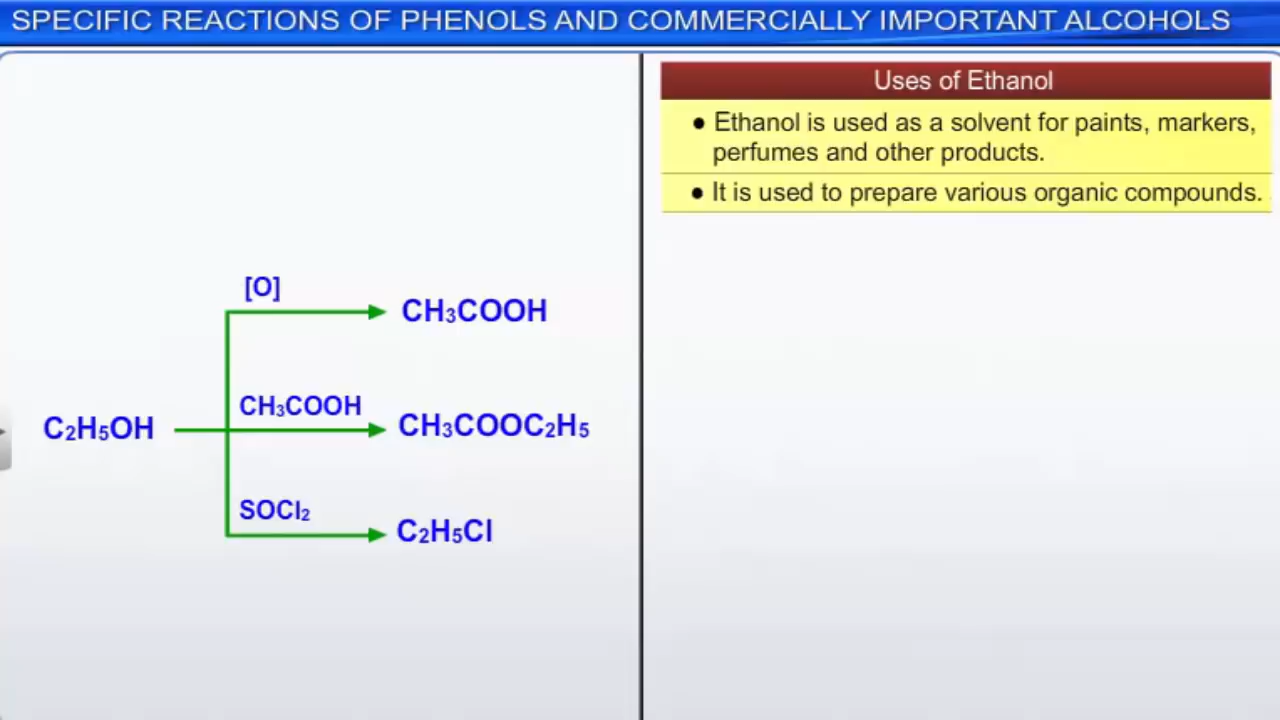 SPECIFIC REACTIONS OF PHENOLS AND COMMERCIALLY IMPORTANT ALCOHOLS
[O]
CH₃COOH
C₂H₅OH
CH₃COOH
CH₃COOC₂H₅
SOCl₂
C₂H₅Cl
Uses of Ethanol
● Ethanol is used as a solvent for paints, markers,
perfumes and other products.
● It is used to prepare various organic compounds.